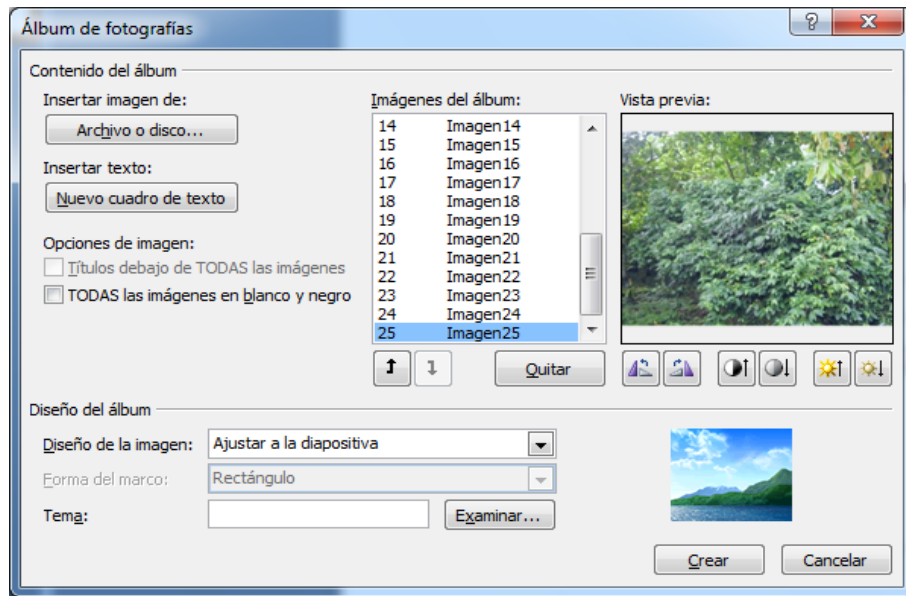 Álbum de fotografías
Contenido del álbum
Insertar imagen de:
Archivo o disco...
Insertar texto:
Nuevo cuadro de texto
Opciones de imagen:
Títulos debajo de TODAS las imágenes
TODAS las imágenes en blanco y negro
Imágenes del álbum:
14 Imagen14
15 Imagen15
16 Imagen16
17 Imagen17
18 Imagen18
19 Imagen19
20 Imagen20
21 Imagen21
22 Imagen22
23 Imagen23
24 Imagen24
25 Imagen25
Quitar
Vista previa:
Diseño del álbum
Diseño de la imagen: Ajustar a la diapositiva
Forma del marco: Rectángulo
Tema: Examinar...
Crear Cancelar